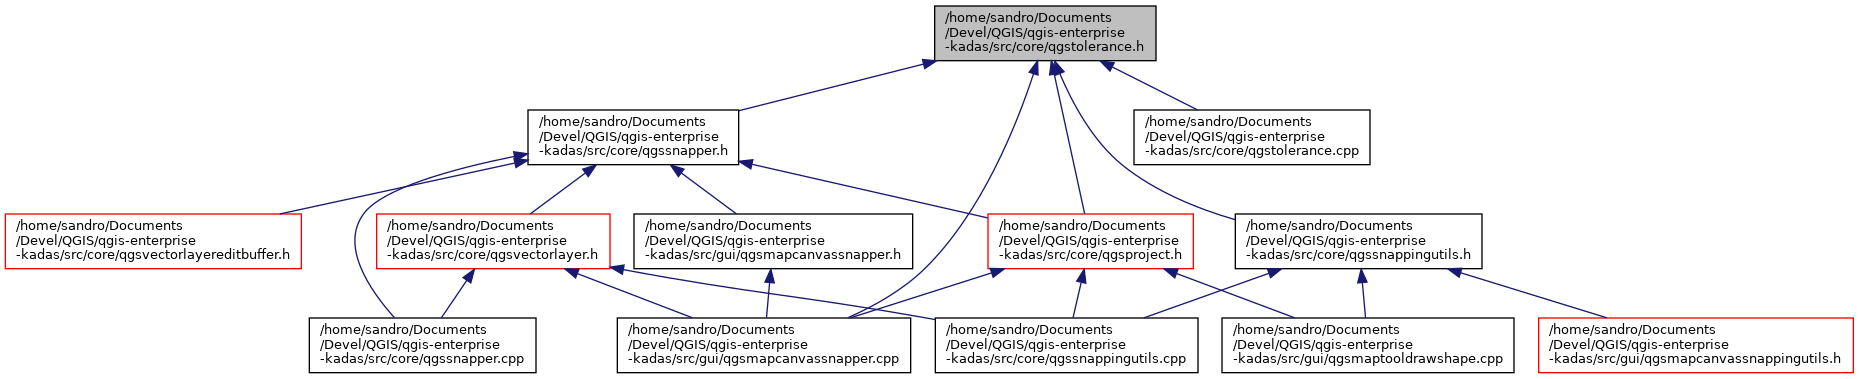 /home/sandro/Documents
/Devel/QGIS/qgis-enterprise
-kadas/src/core/qgstolerance.h
/home/sandro/Documents
/Devel/QGIS/qgis-enterprise
-kadas/src/core/qgssnapper.h
/home/sandro/Documents
/Devel/QGIS/qgis-enterprise
-kadas/src/core/qgstolerance.cpp
/home/sandro/Documents
/Devel/QGIS/qgis-enterprise
-kadas/src/core/qgsvectorlayereditbuffer.h
/home/sandro/Documents
/Devel/QGIS/qgis-enterprise
-kadas/src/core/qgsvectorlayer.h
/home/sandro/Documents
/Devel/QGIS/qgis-enterprise
-kadas/src/gui/qgsmapcanvassnapper.h
/home/sandro/Documents
/Devel/QGIS/qgis-enterprise
-kadas/src/core/qgsproject.h
/home/sandro/Documents
/Devel/QGIS/qgis-enterprise
-kadas/src/core/qgssnappingutils.h
/home/sandro/Documents
/Devel/QGIS/qgis-enterprise
-kadas/src/core/qgssnapper.cpp
/home/sandro/Documents
/Devel/QGIS/qgis-enterprise
-kadas/src/gui/qgsmapcanvassnapper.cpp
/home/sandro/Documents
/Devel/QGIS/qgis-enterprise
-kadas/src/core/qgssnappingutils.cpp
/home/sandro/Documents
/Devel/QGIS/qgis-enterprise
-kadas/src/gui/qgsmaptooldrawshape.cpp
/home/sandro/Documents
/Devel/QGIS/qgis-enterprise
-kadas/src/gui/qgsmapcanvassnappingutils.h